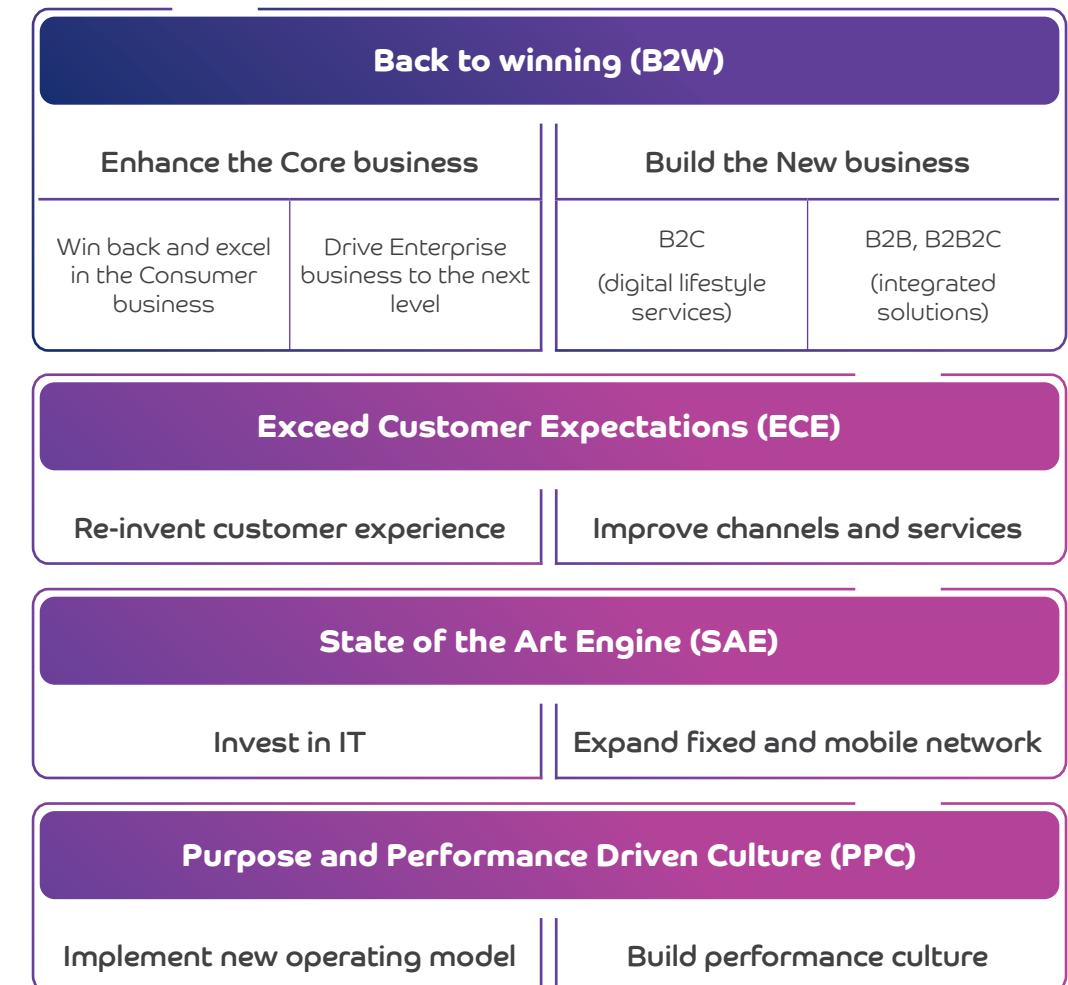 Back to winning (B2W)
Enhance the Core business
Build the New business
Win back and excel
in the Consumer
business
Drive Enterprise
business to the next
level
B2C
(digital lifestyle
services)
B2B, B2B2C
(integrated
solutions)
Exceed Customer Expectations (ECE)
Re-invent customer experience
Improve channels and services
State of the Art Engine (SAE)
Invest in IT
Expand fixed and mobile network
Purpose and Performance Driven Culture (PPC)
Implement new operating model
Build performance culture